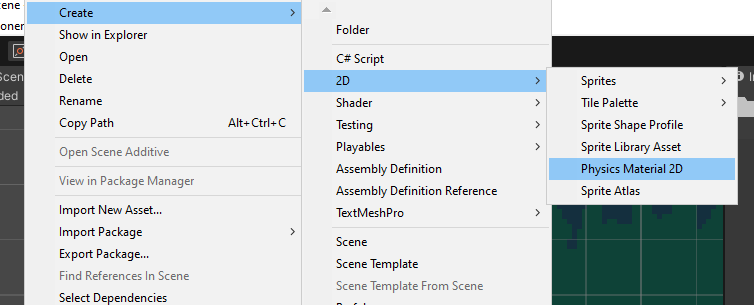 cene
Create
Show in Explorer
Open
Delete
Rename
Copy Path Alt+Ctrl+C
Open Scene Additive
View in Package Manager
Import New Asset...
Import Package
Export Package...
Find References In Scene
Select Dependencies
Folder
C# Script
2D
Shader
Testing
Playables
Assembly Definition
Assembly Definition Reference
TextMeshPro
Scene
Scene Template
Scene Template From Scene
Sprites
Tile Palette
Sprite Shape Profile
Sprite Library Asset
Physics Material 2D
Sprite Atlas
oner
Scen
ded